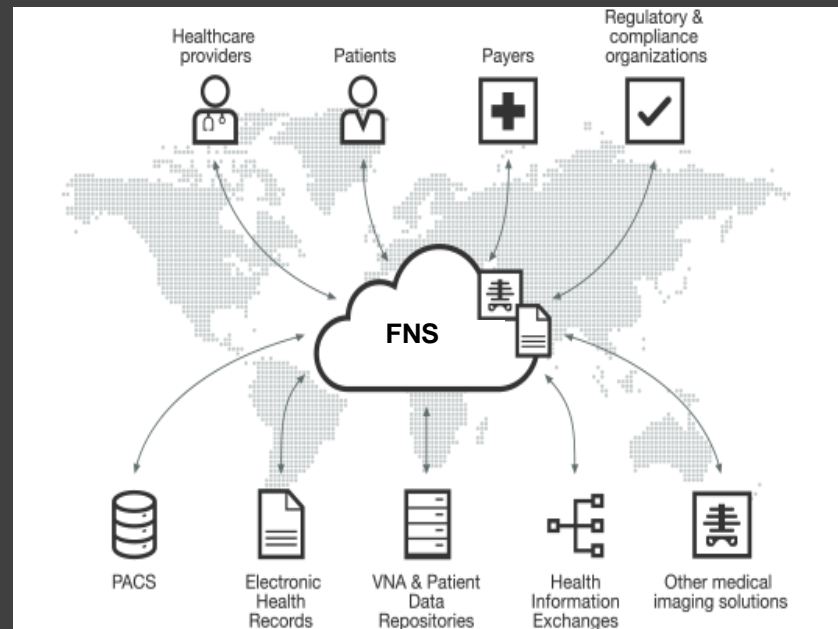 Healthcare
providers
Patients
Payers
Regulatory &
compliance
organizations
FNS
PACS
Electronic
Health
Records
VNA & Patient
Data
Repositories
Health
Information
Exchanges
Other medical
imaging solutions